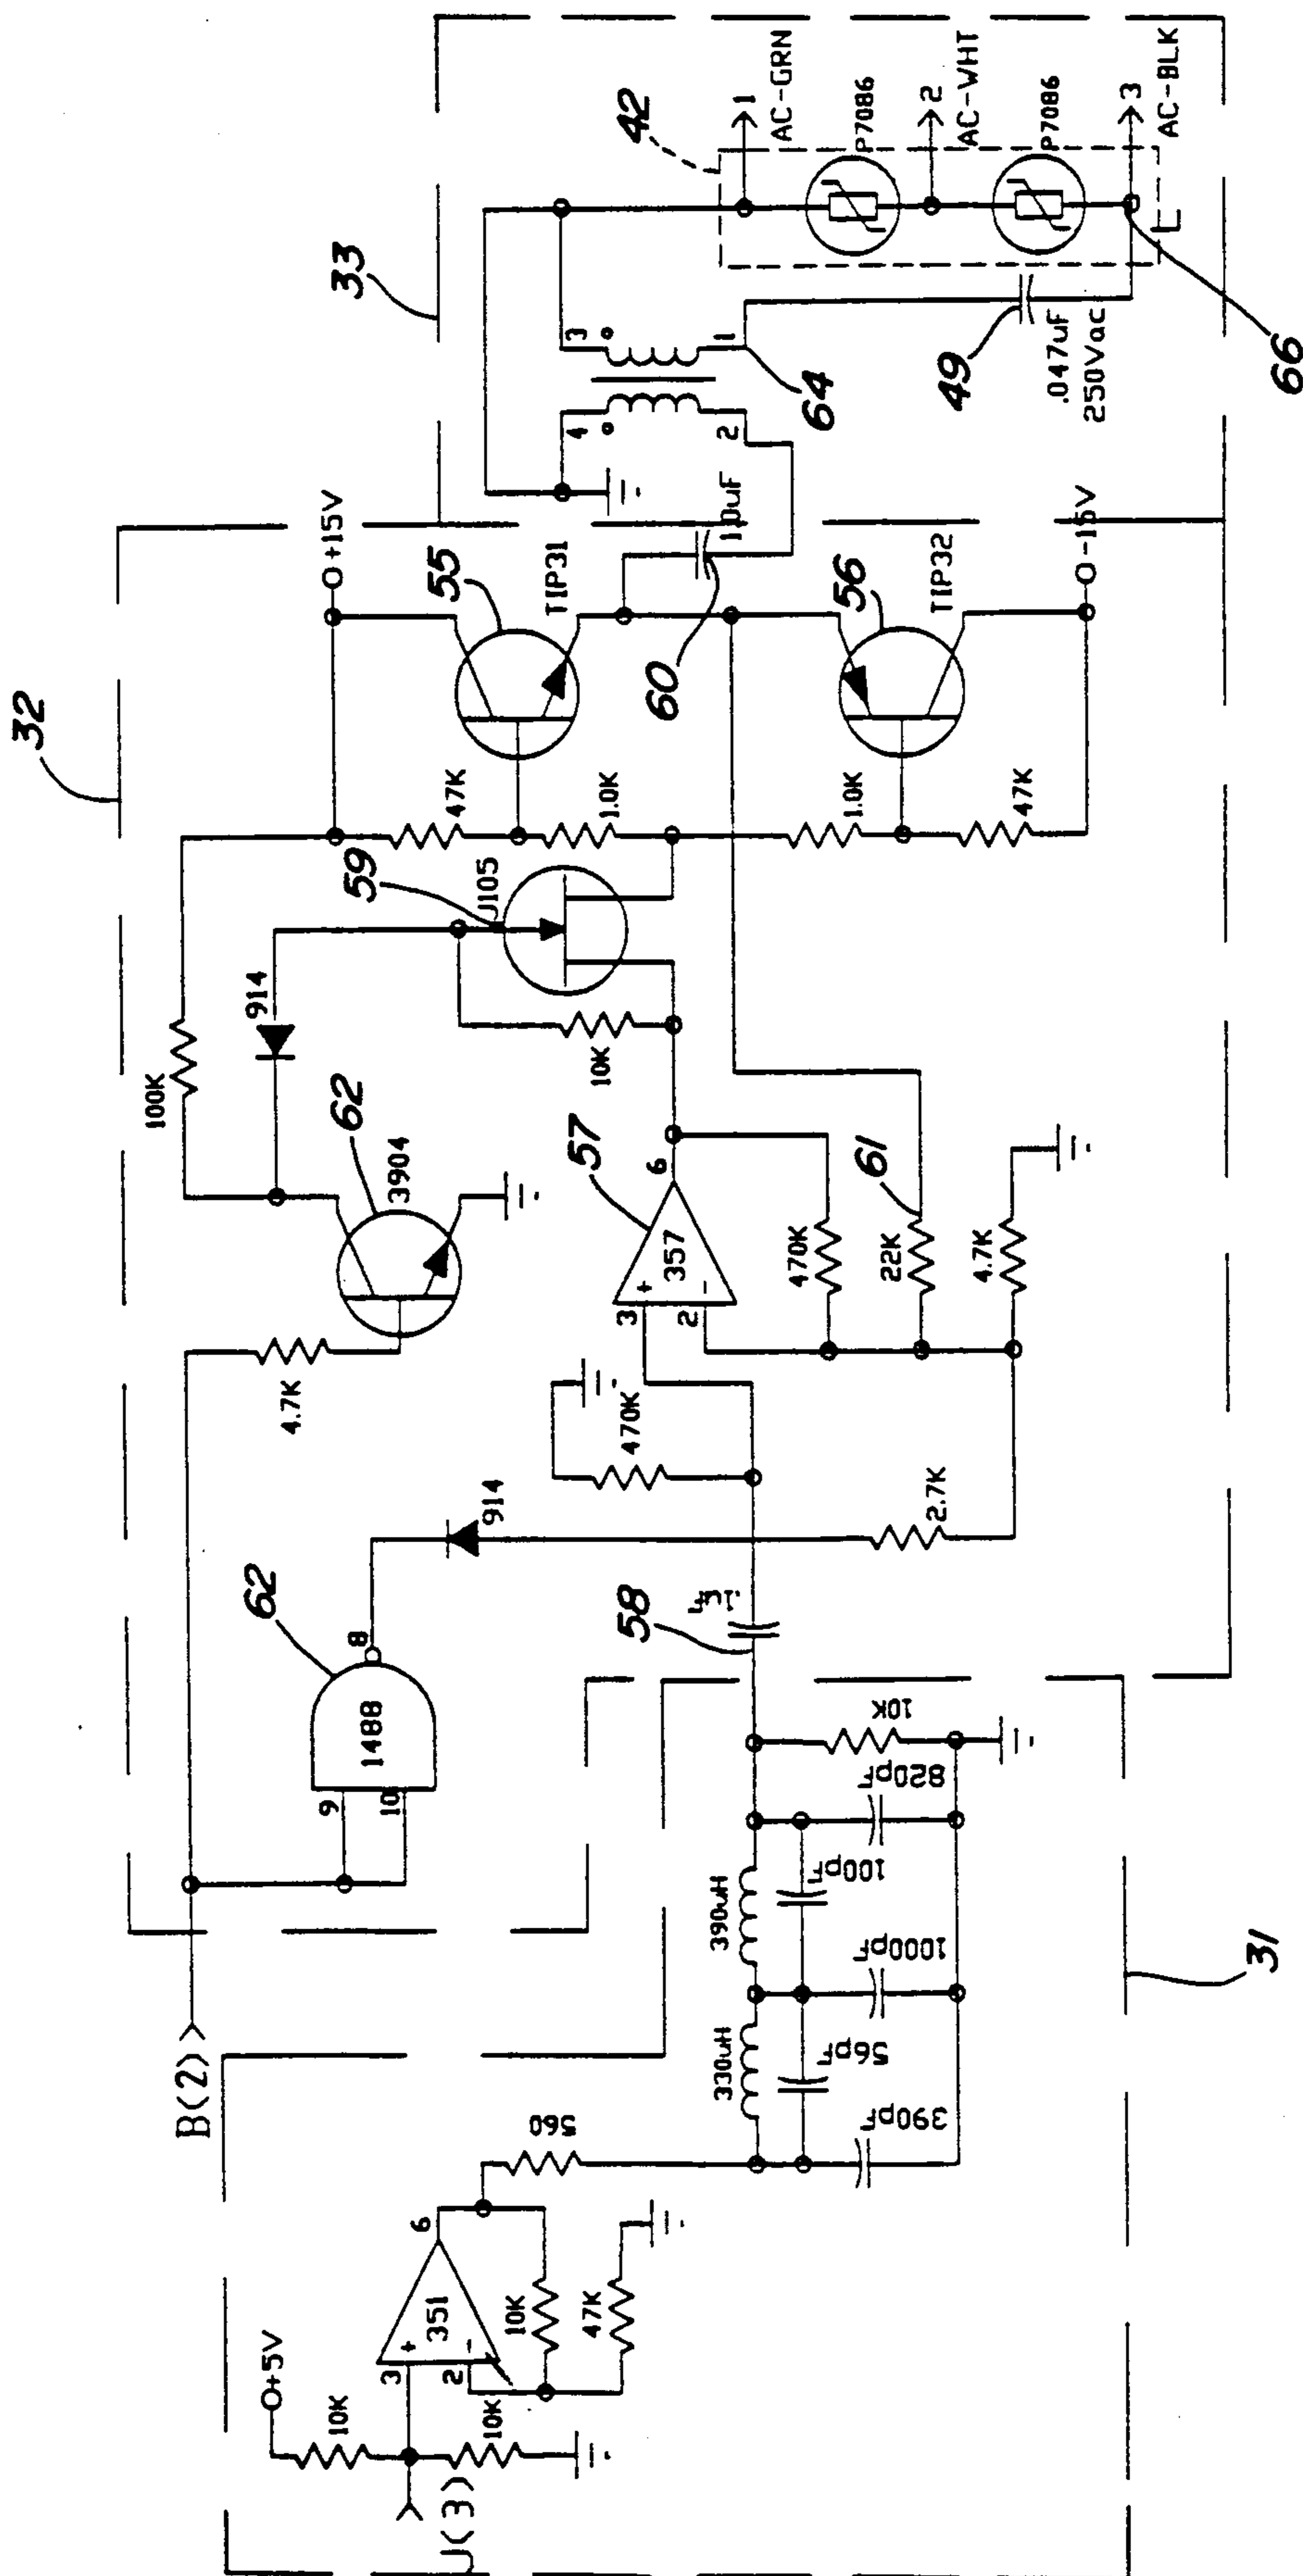 32
33
42
0+15V
100K
914
59
J105
47K
1.0K
55
TIP31
60
1.0uF
4
3
2
1
64
AC-GRN
1
P7086
AC-WHT
2
P7086
AC-BLK
3
49
.047uF
250Vac
66
62
3904
4.7K
10K
57
6
357
+
-
3
2
470K
22K
61
4.7K
1.0K
47K
56
TIP32
0-15V
470K
914
2.7K
62
8
1488
9
10
B(2)
58
.1uF
10K
820pF
100pF
390uH
1000pF
330uH
56pF
390pF
560
31
0+5V
10K
10K
3
2
351
+
-
6
10K
47K
J(3)